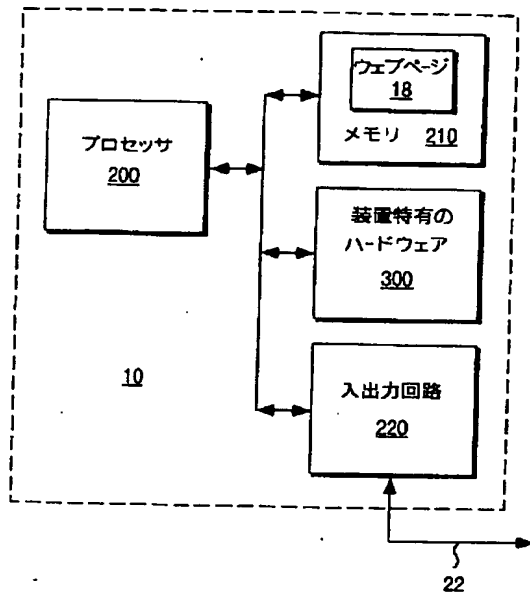 ウェブページ
18
メモリ 210
プロセッサ
200
装置特有の
ハードウェア
300
10
入出力回路
220
22